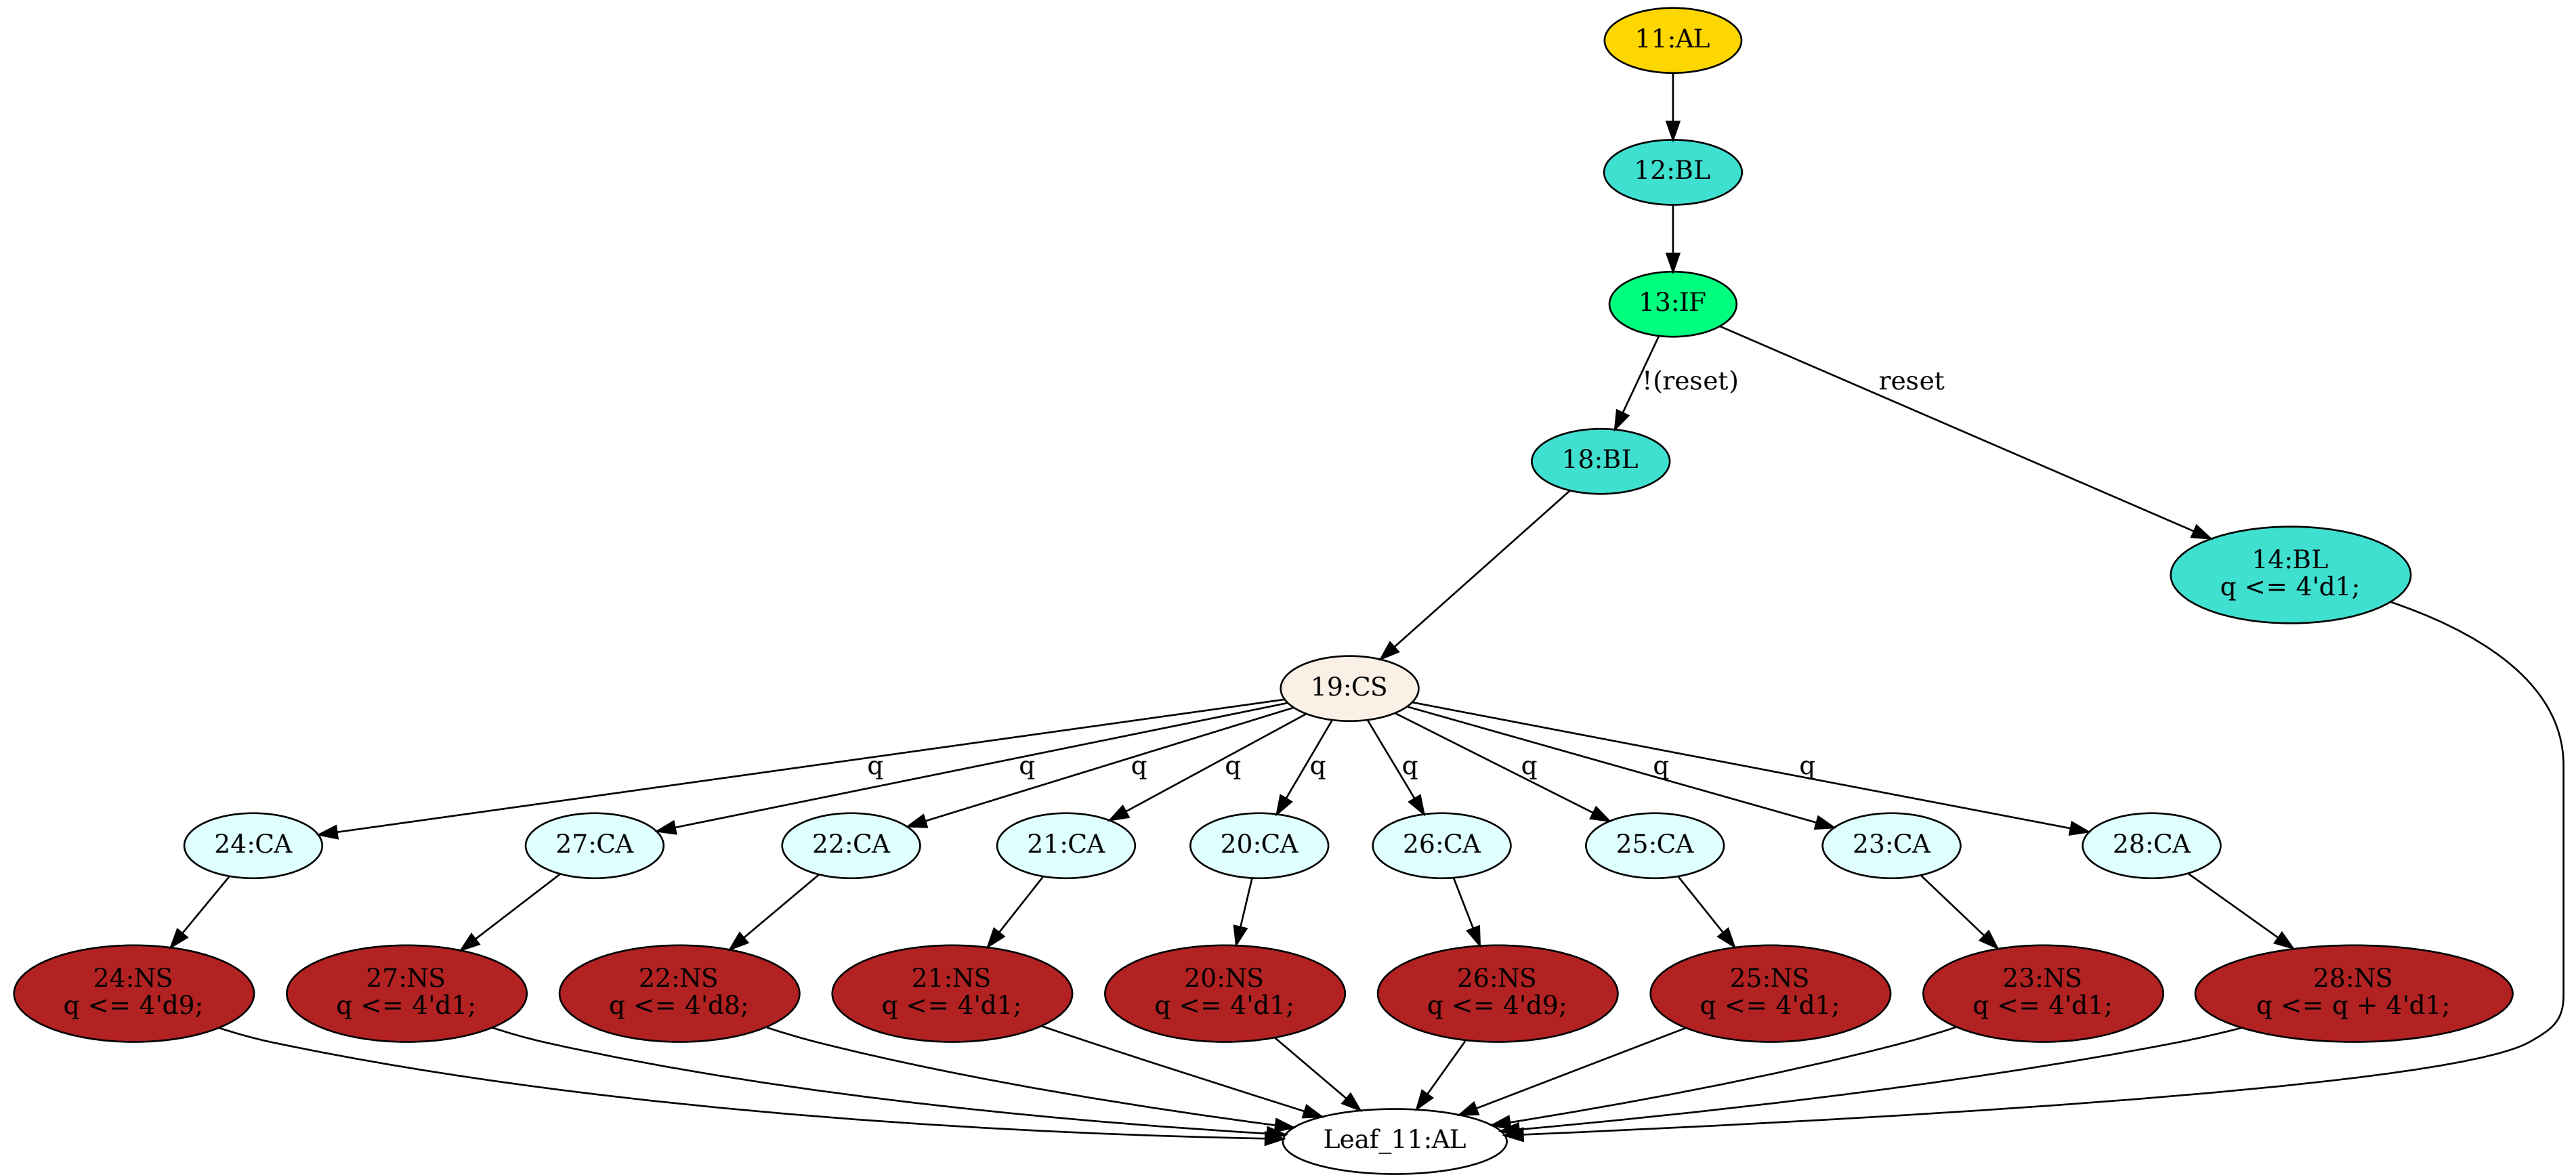 11:AL
12:BL
13:IF
!(reset)
reset
18:BL
14:BL
q <= 4'd1;
19:CS
q
q
q
q
q
q
q
q
q
24:CA
27:CA
22:CA
21:CA
20:CA
26:CA
25:CA
23:CA
28:CA
24:NS
q <= 4'd9;
27:NS
q <= 4'd1;
22:NS
q <= 4'd8;
21:NS
q <= 4'd1;
20:NS
q <= 4'd1;
26:NS
q <= 4'd9;
25:NS
q <= 4'd1;
23:NS
q <= 4'd1;
28:NS
q <= q + 4'd1;
Leaf_11:AL